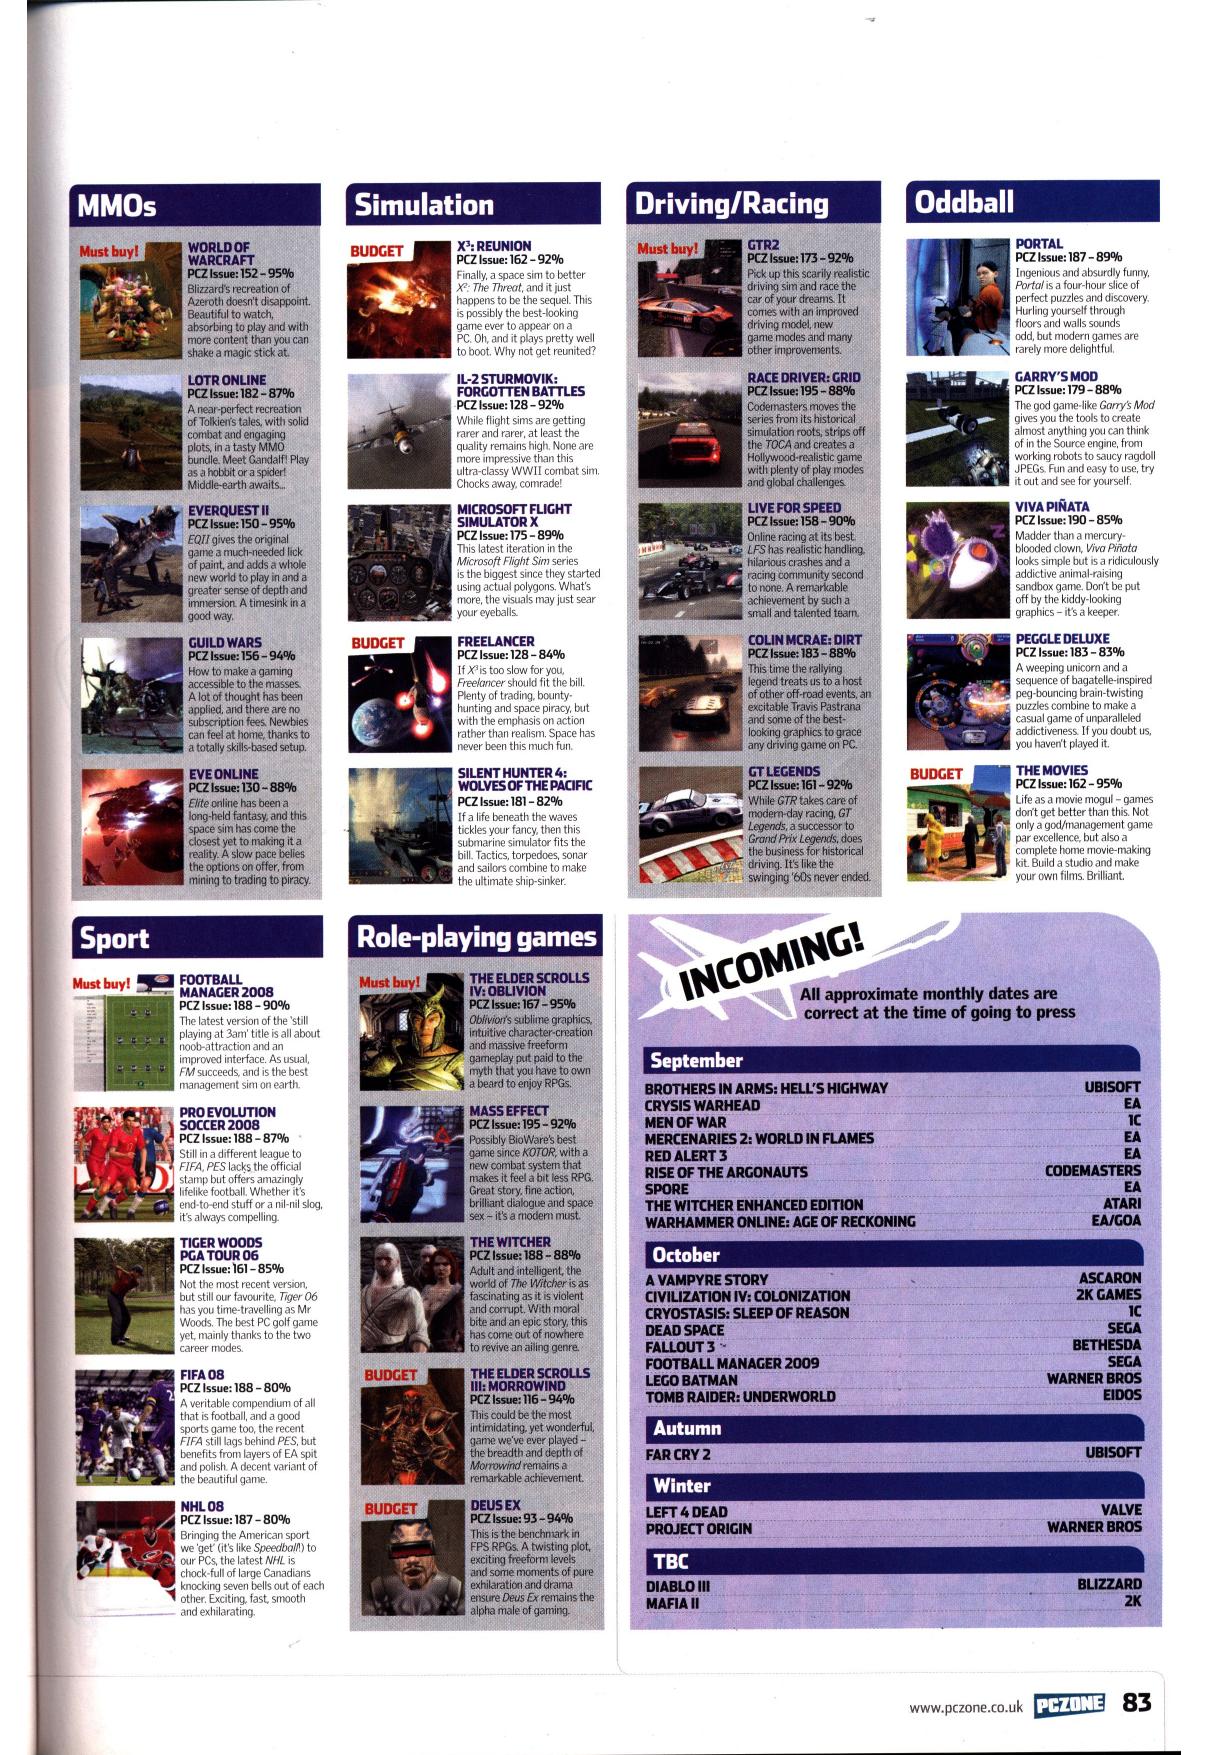 MMOs
Must buy!
WORLD OF
WARCRAFT
PCZ Issue: 152 – 95%
Blizzard's recreation of
Azeroth doesn't disappoint.
Beautiful to watch,
absorbing to play and with
more content than you can
shake a magic stick at.
LOTR ONLINE
PCZ Issue: 182 – 87%
A near-perfect recreation
of Tolkien's tales, with solid
combat and engaging
plots, in a tasty MMO
bundle. Meet Gandalf! Play
as a hobbit or a spider!
Middle-earth awaits...
EVERQUEST II
PCZ Issue: 150 – 95%
EQII gives the original
game a much-needed lick
of paint, and adds a whole
new world to play in and a
greater sense of depth and
immersion. A timesink in a
good way.
GUILD WARS
PCZ Issue: 156 – 94%
How to make a gaming
accessible to the masses.
A lot of thought has been
applied, and there are no
subscription fees. Newbies
can feel at home, thanks to
a totally skills-based setup.
EVE ONLINE
PCZ Issue: 130 – 88%
Elite online has been a
long-held fantasy, and this
space sim has come the
closest yet to making it a
reality. A slow pace belies
the options on offer, from
mining to trading to piracy.
Simulation
BUDGET
X³: REUNION
PCZ Issue: 162 – 92%
Finally, a space sim to better
X²: The Threat, and it just
happens to be the sequel. This
is possibly the best-looking
game ever to appear on a
PC. Oh, and it plays pretty well
to boot. Why not get reunited?
IL-2 STURMOVIK:
FORGOTTEN BATTLES
PCZ Issue: 128 – 92%
While flight sims are getting
rarer and rarer, at least the
quality remains high. None are
more impressive than this
ultra-classy WWII combat sim.
Chocks away, comrade!
MICROSOFT FLIGHT
SIMULATOR X
PCZ Issue: 175 – 89%
This latest iteration in the
Microsoft Flight Sim series
is the biggest since they started
using actual polygons. What's
more, the visuals may just sear
your eyeballs.
BUDGET
FREELANCER
PCZ Issue: 128 – 84%
If X³ is too slow for you,
Freelancer should fit the bill.
Plenty of trading, bounty-
hunting and space piracy, but
with the emphasis on action
rather than realism. Space has
never been this much fun.
SILENT HUNTER 4:
WOLVES OF THE PACIFIC
PCZ Issue: 181 – 82%
If a life beneath the waves
tickles your fancy, then this
submarine simulator fits the
bill. Tactics, torpedoes, sonar
and sailors combine to make
the ultimate ship-sinker.
Driving/Racing
Must buy!
GTR2
PCZ Issue: 173 – 92%
Pick up this scarily realistic
driving sim and race the
car of your dreams. It
comes with an improved
driving model, new
game modes and many
other improvements.
RACE DRIVER: GRID
PCZ Issue: 195 – 88%
Codemasters moves the
series from its historical
simulation roots, strips off
the TOCA and creates a
Hollywood-realistic game
with plenty of play modes
and global challenges.
LIVE FOR SPEED
PCZ Issue: 158 – 90%
Online racing at its best.
LFS has realistic handling,
hilarious crashes and a
racing community second
to none. A remarkable
achievement by such a
small and talented team.
COLIN MCRAE: DIRT
PCZ Issue: 183 – 88%
This time the rallying
legend treats us to a host
of other off-road events, an
excitable Travis Pastrana
and some of the best-
looking graphics to grace
any driving game on PC.
GT LEGENDS
PCZ Issue: 161 – 92%
While GTR takes care of
modern-day racing, GT
Legends, a successor to
Grand Prix Legends, does
the business for historical
driving. It's like the
swinging '60s never ended.
Oddball
PORTAL
PCZ Issue: 187 – 89%
Ingenious and absurdly funny,
Portal is a four-hour slice of
perfect puzzles and discovery.
Hurling yourself through
floors and walls sounds
odd, but modern games are
rarely more delightful.
GARRY'S MOD
PCZ Issue: 179 – 88%
The god game-like Garry's Mod
gives you the tools to create
almost anything you can think
of in the Source engine, from
working robots to saucy ragdoll
JPEGs. Fun and easy to use, try
it out and see for yourself.
VIVA PIÑATA
PCZ Issue: 190 – 85%
Madder than a mercury-
blooded clown, Viva Piñata
looks simple but is a ridiculously
addictive animal-raising
sandbox game. Don't be put
off by the kiddy-looking
graphics – it's a keeper.
PEGGLE DELUXE
PCZ Issue: 183 – 83%
A weeping unicorn and a
sequence of bagatelle-inspired
peg-bouncing brain-twisting
puzzles combine to make a
casual game of unparalleled
addictiveness. If you doubt us,
you haven't played it.
BUDGET
THE MOVIES
PCZ Issue: 162 – 95%
Life as a movie mogul – games
don't get better than this. Not
only a god/management game
par excellence, but also a
complete home movie-making
kit. Build a studio and make
your own films. Brilliant.
Sport
Must buy!
FOOTBALL
MANAGER 2008
PCZ Issue: 188 – 90%
The latest version of the 'still
playing at 3am' title is all about
noob-attraction and an
improved interface. As usual,
FM succeeds, and is the best
management sim on earth.
PRO EVOLUTION
SOCCER 2008
PCZ Issue: 188 – 87%
Still in a different league to
FIFA, PES lacks the official
stamp but offers amazingly
lifelike football. Whether it's
end-to-end stuff or a nil-nil slog,
it's always compelling.
TIGER WOODS
PGA TOUR 06
PCZ Issue: 161 – 85%
Not the most recent version,
but still our favourite, Tiger 06
has you time-travelling as Mr
Woods. The best PC golf game
yet, mainly thanks to the two
career modes.
FIFA 08
PCZ Issue: 188 – 80%
A veritable compendium of all
that is football, and a good
sports game too, the recent
FIFA still lags behind PES, but
benefits from layers of EA spit
and polish. A decent variant of
the beautiful game.
NHL 08
PCZ Issue: 187 – 80%
Bringing the American sport
we 'get' (it's like Speedball!) to
our PCs, the latest NHL is
chock-full of large Canadians
knocking seven bells out of each
other. Exciting, fast, smooth
and exhilarating.
Role-playing games
Must buy!
THE ELDER SCROLLS
IV: OBLIVION
PCZ Issue: 167 – 95%
Oblivion's sublime graphics,
intuitive character-creation
and massive freeform
gameplay put paid to the
myth that you have to own
a beard to enjoy RPGs.
MASS EFFECT
PCZ Issue: 195 – 92%
Possibly BioWare's best
game since KOTOR, with a
new combat system that
makes it feel a bit less RPG.
Great story, fine action,
brilliant dialogue and space
sex – it's a modern must.
THE WITCHER
PCZ Issue: 188 – 88%
Adult and intelligent, the
world of The Witcher is as
fascinating as it is violent
and corrupt. With moral
bite and an epic story, this
has come out of nowhere
to revive an ailing genre.
BUDGET
THE ELDER SCROLLS
III: MORROWIND
PCZ Issue: 116 – 94%
This could be the most
intimidating, yet wonderful,
game we've ever played –
the breadth and depth of
Morrowind remains a
remarkable achievement.
BUDGET
DEUS EX
PCZ Issue: 93 – 94%
This is the benchmark in
FPS RPGs. A twisting plot,
exciting freeform levels
and some moments of pure
exhilaration and drama
ensure Deus Ex remains the
alpha male of gaming.
INCOMING!
All approximate monthly dates are
correct at the time of going to press
September
BROTHERS IN ARMS: HELL'S HIGHWAY UBISOFT
CRYSIS WARHEAD EA
MEN OF WAR 1C
MERCENARIES 2: WORLD IN FLAMES EA
RED ALERT 3 EA
RISE OF THE ARGONAUTS CODEMASTERS
SPORE EA
THE WITCHER ENHANCED EDITION ATARI
WARHAMMER ONLINE: AGE OF RECKONING EA/GOA
October
A VAMPYRE STORY ASCARON
CIVILIZATION IV: COLONIZATION 2K GAMES
CRYOSTASIS: SLEEP OF REASON 1C
DEAD SPACE SEGA
FALLOUT 3 BETHESDA
FOOTBALL MANAGER 2009 SEGA
LEGO BATMAN WARNER BROS
TOMB RAIDER: UNDERWORLD EIDOS
Autumn
FAR CRY 2 UBISOFT
Winter
LEFT 4 DEAD VALVE
PROJECT ORIGIN WARNER BROS
TBC
DIABLO III BLIZZARD
MAFIA II 2K
www.pczone.co.uk PCZONE 83